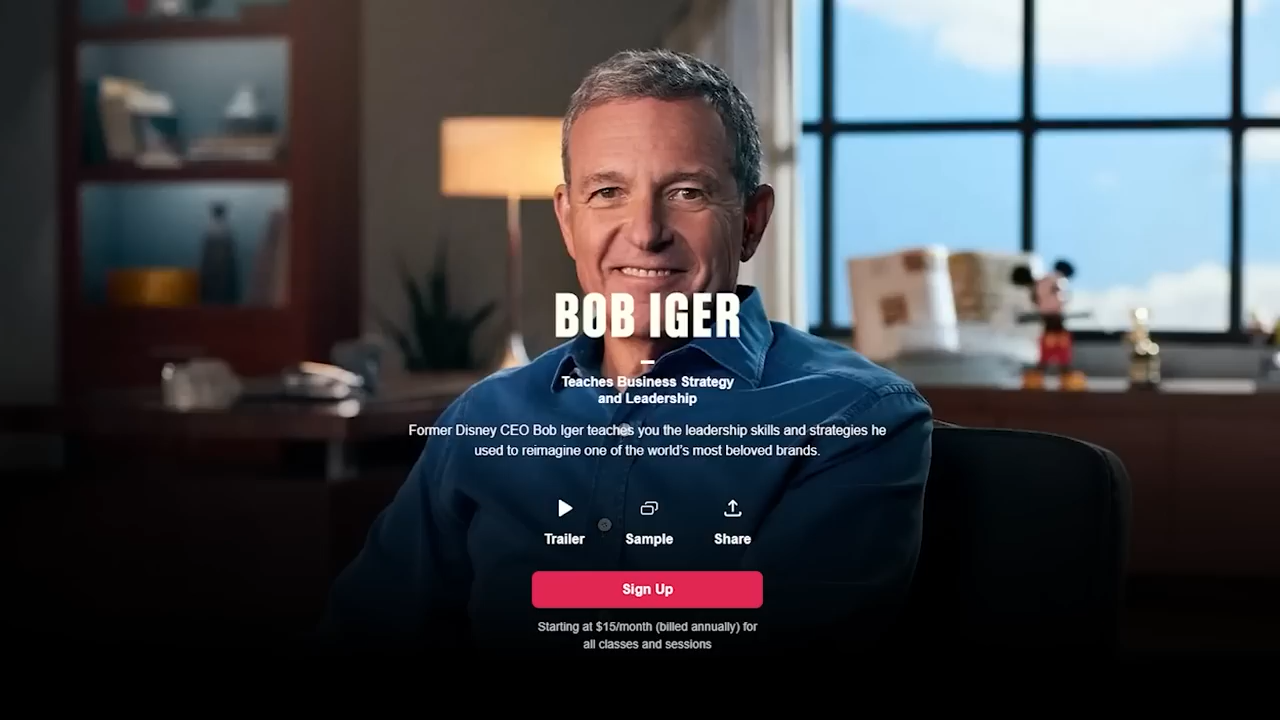 BOB IGER
Teaches Business Strategy
and Leadership
Former Disney CEO Bob Iger teaches you the leadership skills and strategies he
used to reimagine one of the world's most beloved brands.
Trailer Sample Share
Sign Up
Starting at $15/month (billed annually) for
all classes and sessions